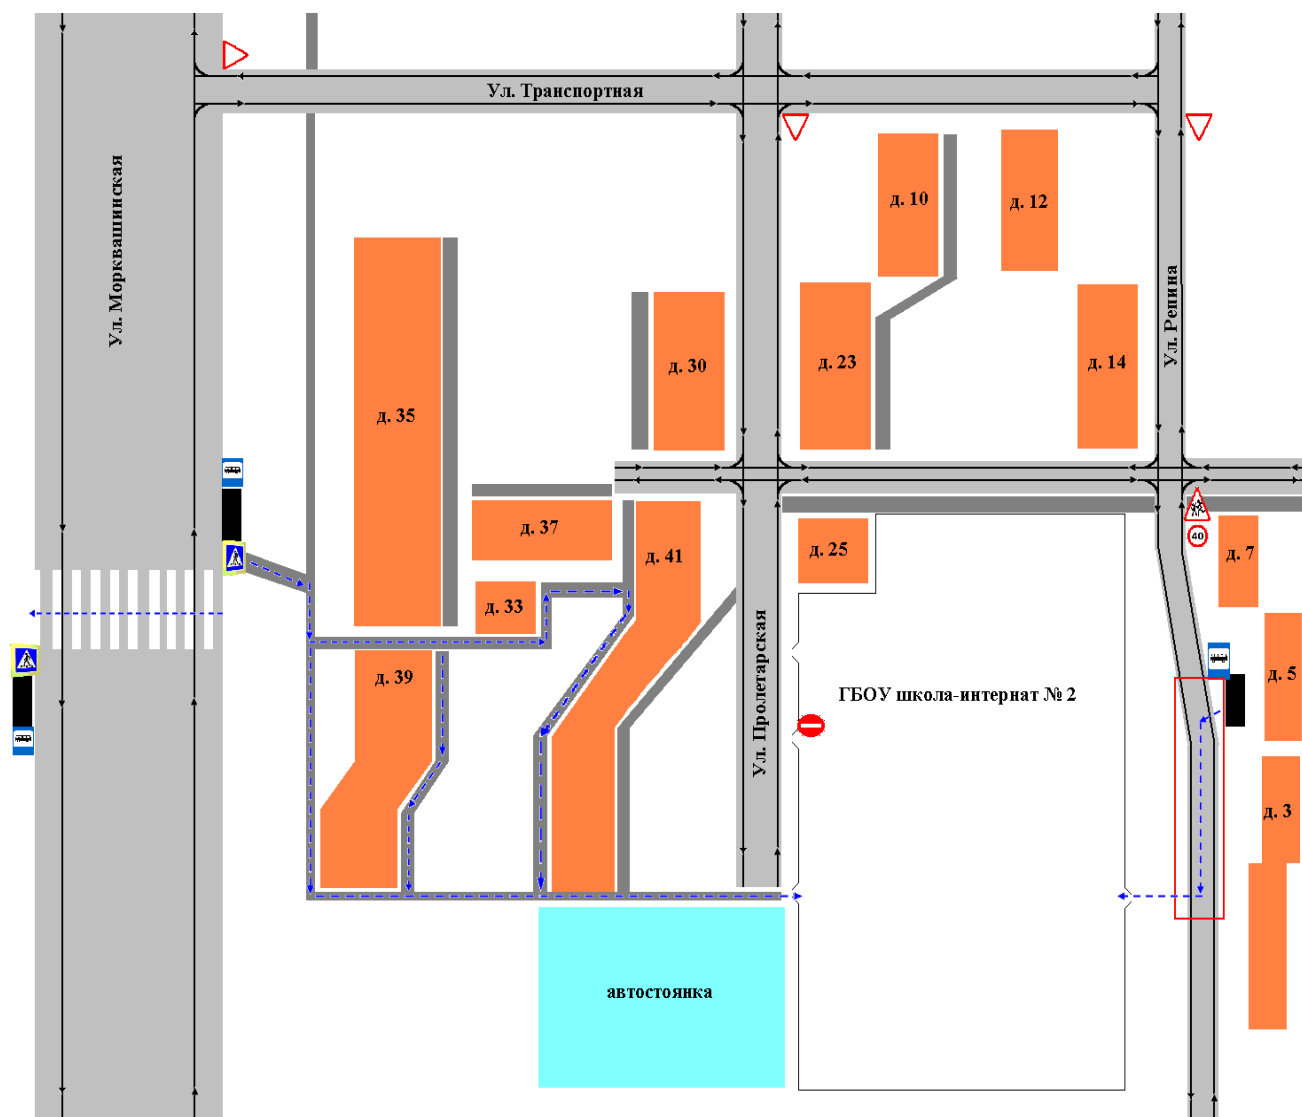 Ул. Транспортная
Ул. Морквашинская
д. 10
д. 12
Ул. Репина
д. 30
д. 23
д. 14
д. 35
д. 37
д. 41
40
д. 25
д. 7
д. 33
д. 39
Ул. Пролетарская
ГБОУ школа-интернат № 2
д. 5
д. 3
автостоянка